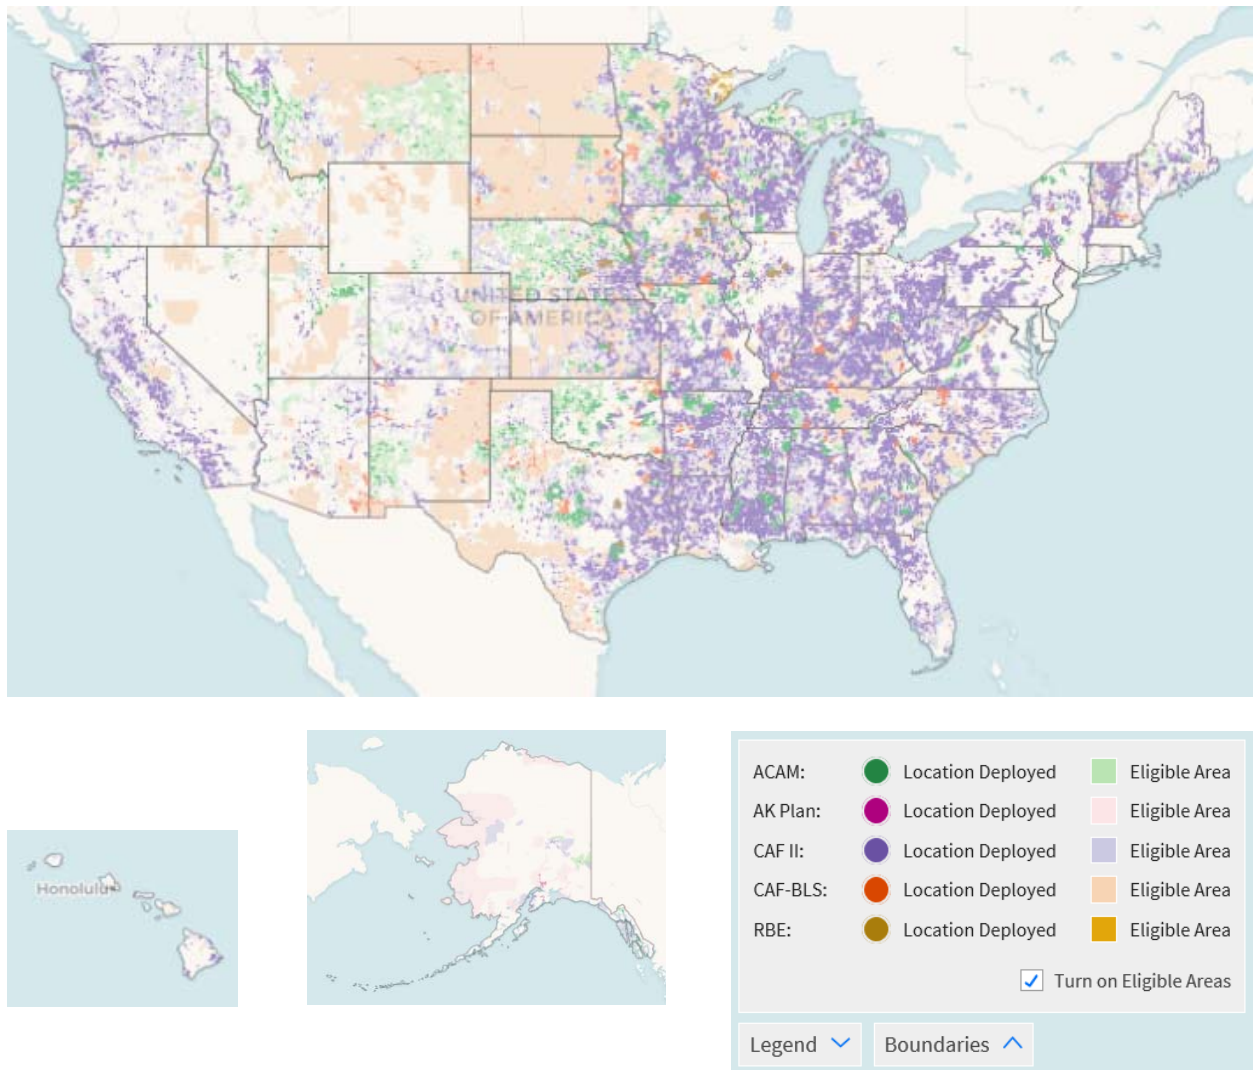 UNITED STATES
OF AMERICA
Honolulu
ACAM: Location Deployed Eligible Area
AK Plan: Location Deployed Eligible Area
CAF II: Location Deployed Eligible Area
CAF-BLS: Location Deployed Eligible Area
RBE: Location Deployed Eligible Area
Turn on Eligible Areas
Legend Boundaries